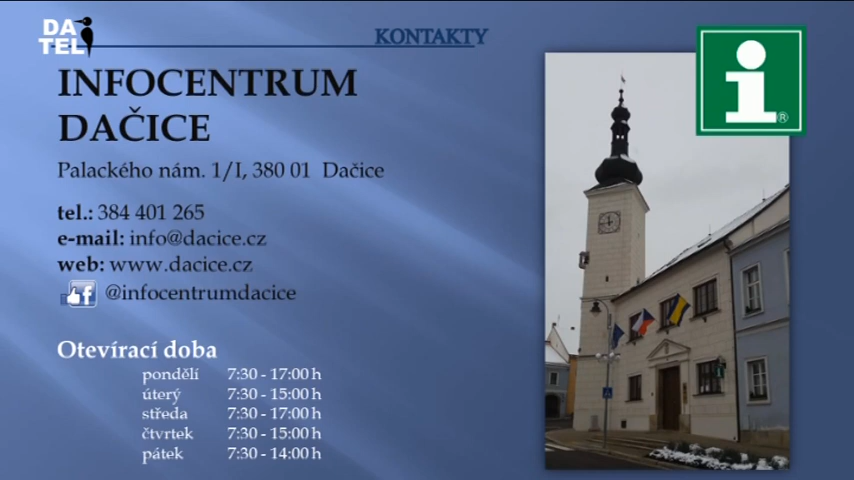 DA
TEL
KONTAKTY
INFOCENTRUM
DAČICE
Palackého nám. 1/I, 380 01 Dačice
tel.: 384 401 265
e-mail: info@dacice.cz
web: www.dacice.cz
f @infocentrumdacice
Otevírací doba
pondělí 7:30 - 17:00 h
úterý 7:30 - 15:00 h
středa 7:30 - 17:00 h
čtvrtek 7:30 - 15:00 h
pátek 7:30 - 14:00 h
i ®